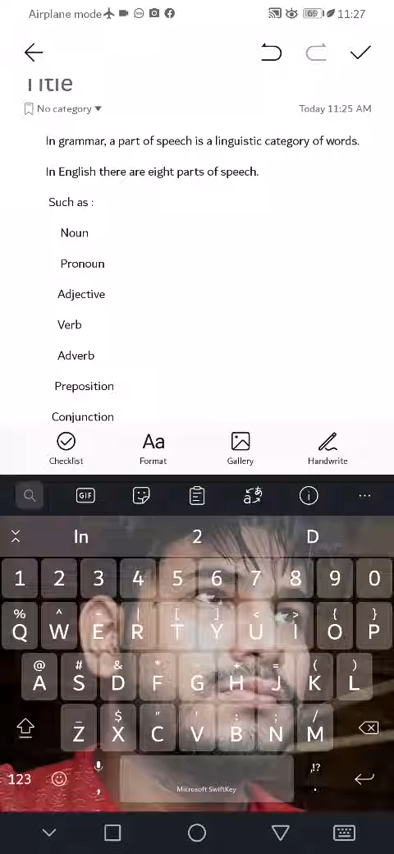 Airplane mode 69 11:27
Title
No category ▼ Today 11:25 AM
In grammar, a part of speech is a linguistic category of words.
In English there are eight parts of speech.
Such as :
Noun
Pronoun
Adjective
Verb
Adverb
Preposition
Conjunction
Checklist Aa Format Gallery Handwrite
GIF
In 2 D
1 2 3 4 5 6 7 8 9 0
% ^ ~ | [ ] < > { }
Q W E R T Y U I O P
@ # & * - + = ( )
A S D F G H J K L
_ $ " ' : ; /
Z X C V B N M
123 , Microsoft SwiftKey ,!? .